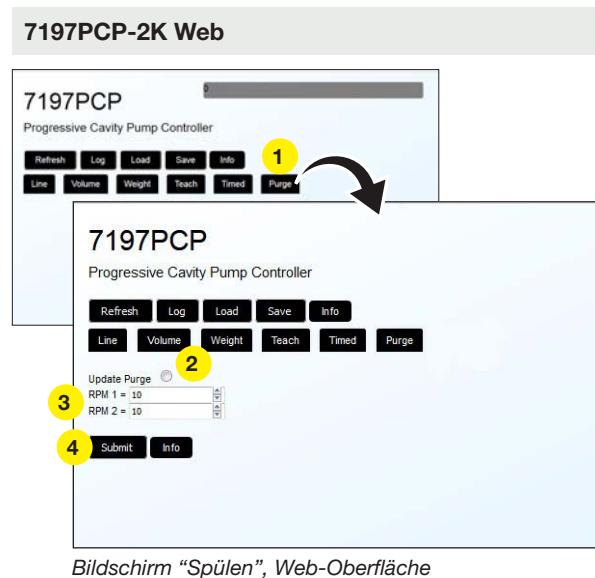 7197PCP-2K Web
0
7197PCP
Progressive Cavity Pump Controller
Refresh Log Load Save Info
1
Line Volume Weight Teach Timed Purge
7197PCP
Progressive Cavity Pump Controller
Refresh Log Load Save Info
Line Volume Weight Teach Timed Purge
2
Update Purge
3
RPM 1 = 10
RPM 2 = 10
4
Submit Info
Bildschirm “Spülen”, Web-Oberfläche